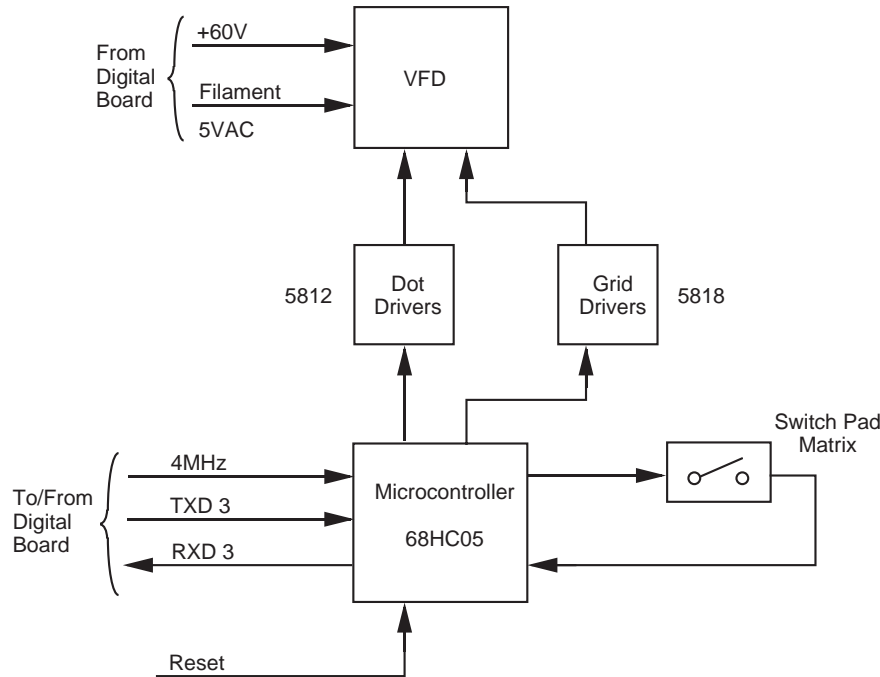 +60V
From
Digital
Board
Filament
5VAC
VFD
5812
Dot
Drivers
Grid
Drivers
5818
Switch Pad
Matrix
To/From
Digital
Board
4MHz
TXD 3
RXD 3
Microcontroller
68HC05
Reset